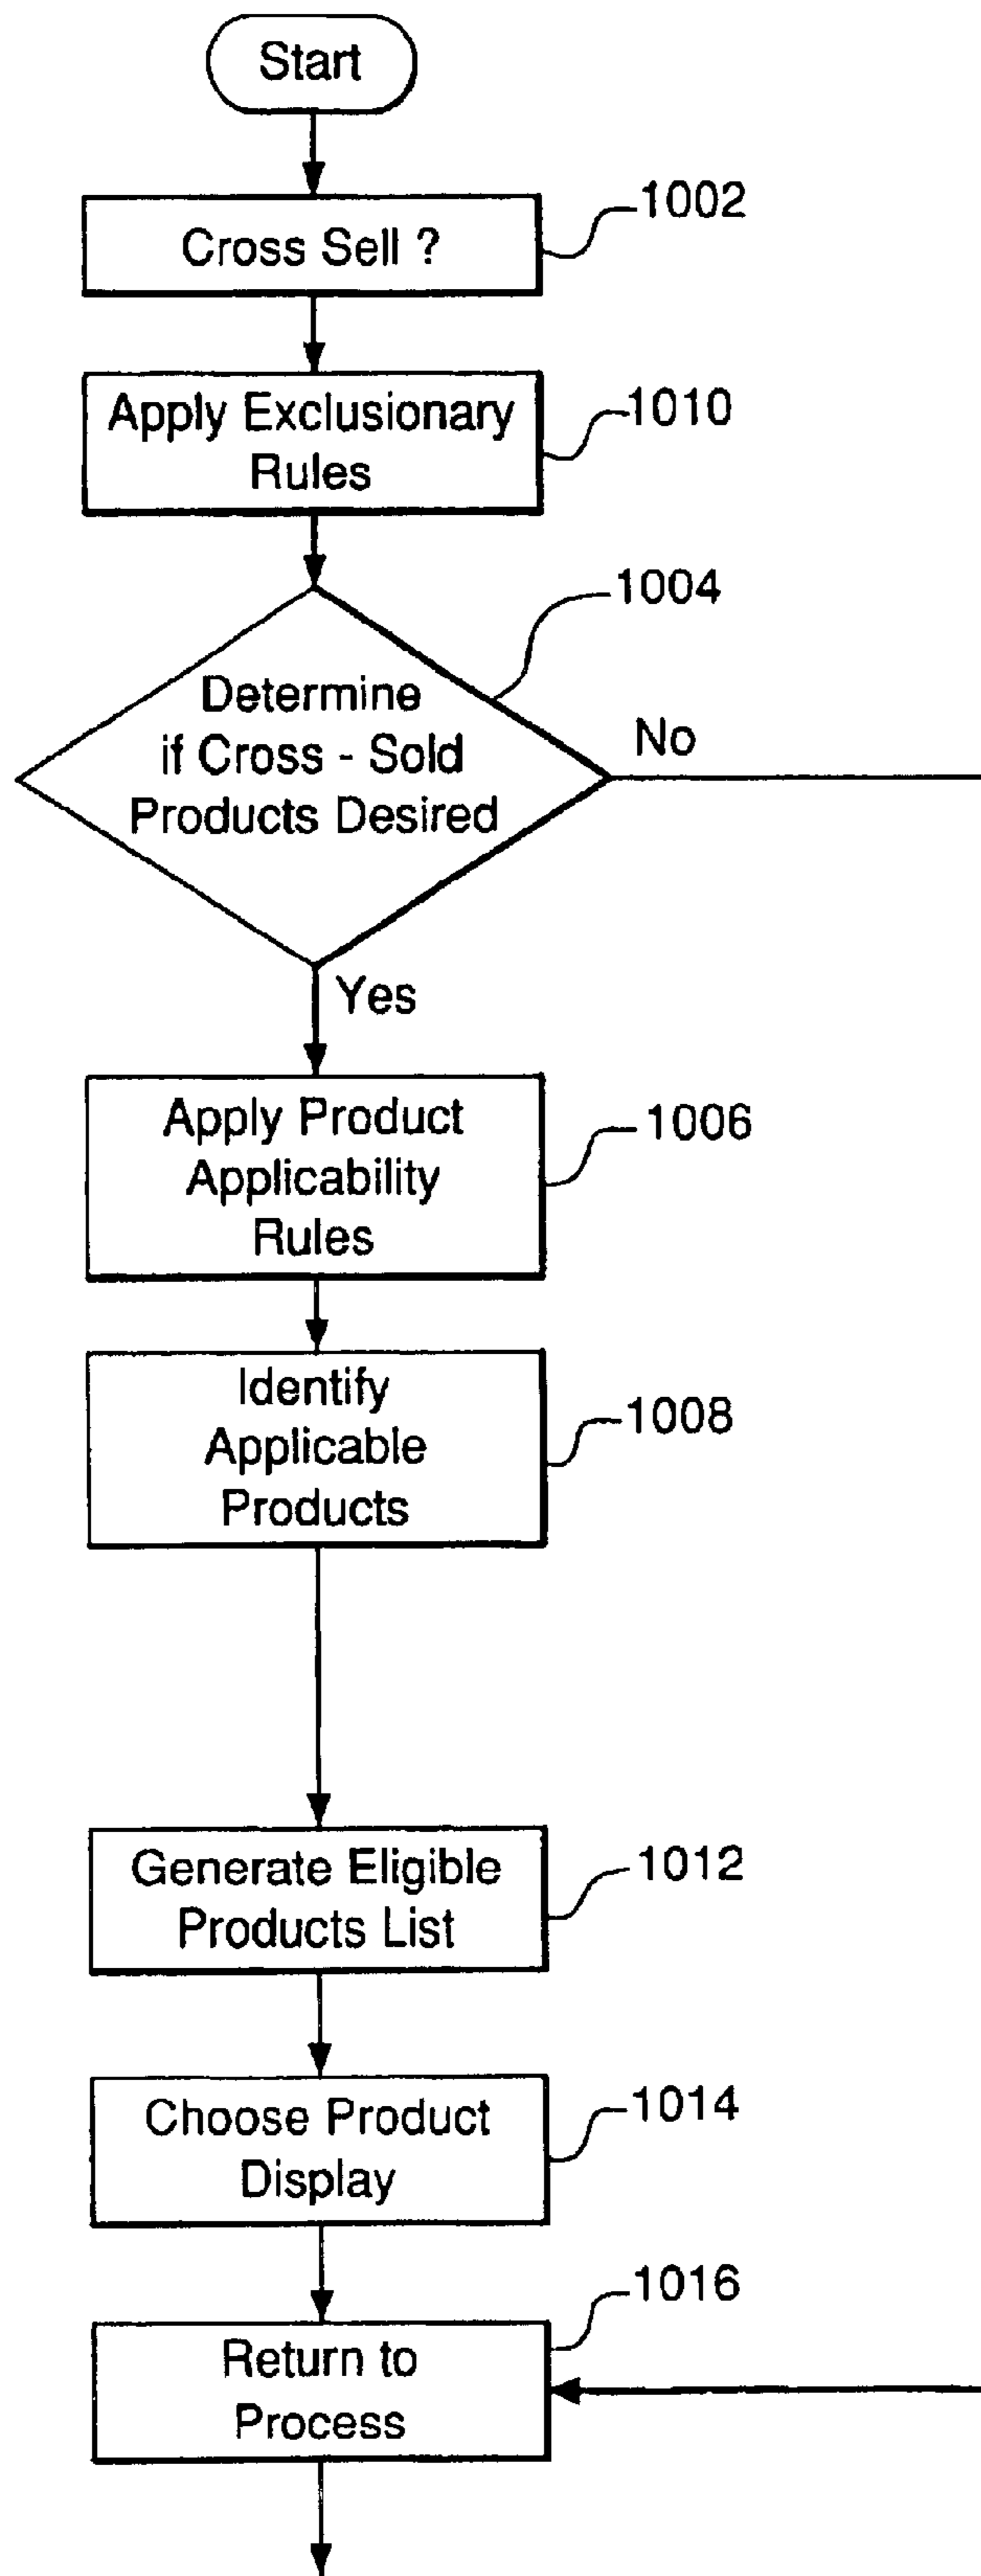 Start
Cross Sell ?
1002
Apply Exclusionary
Rules
1010
1004
Determine
if Cross - Sold
Products Desired
No
Yes
Apply Product
Applicability
Rules
1006
Identify
Applicable
Products
1008
Generate Eligible
Products List
1012
Choose Product
Display
1014
1016
Return to
Process